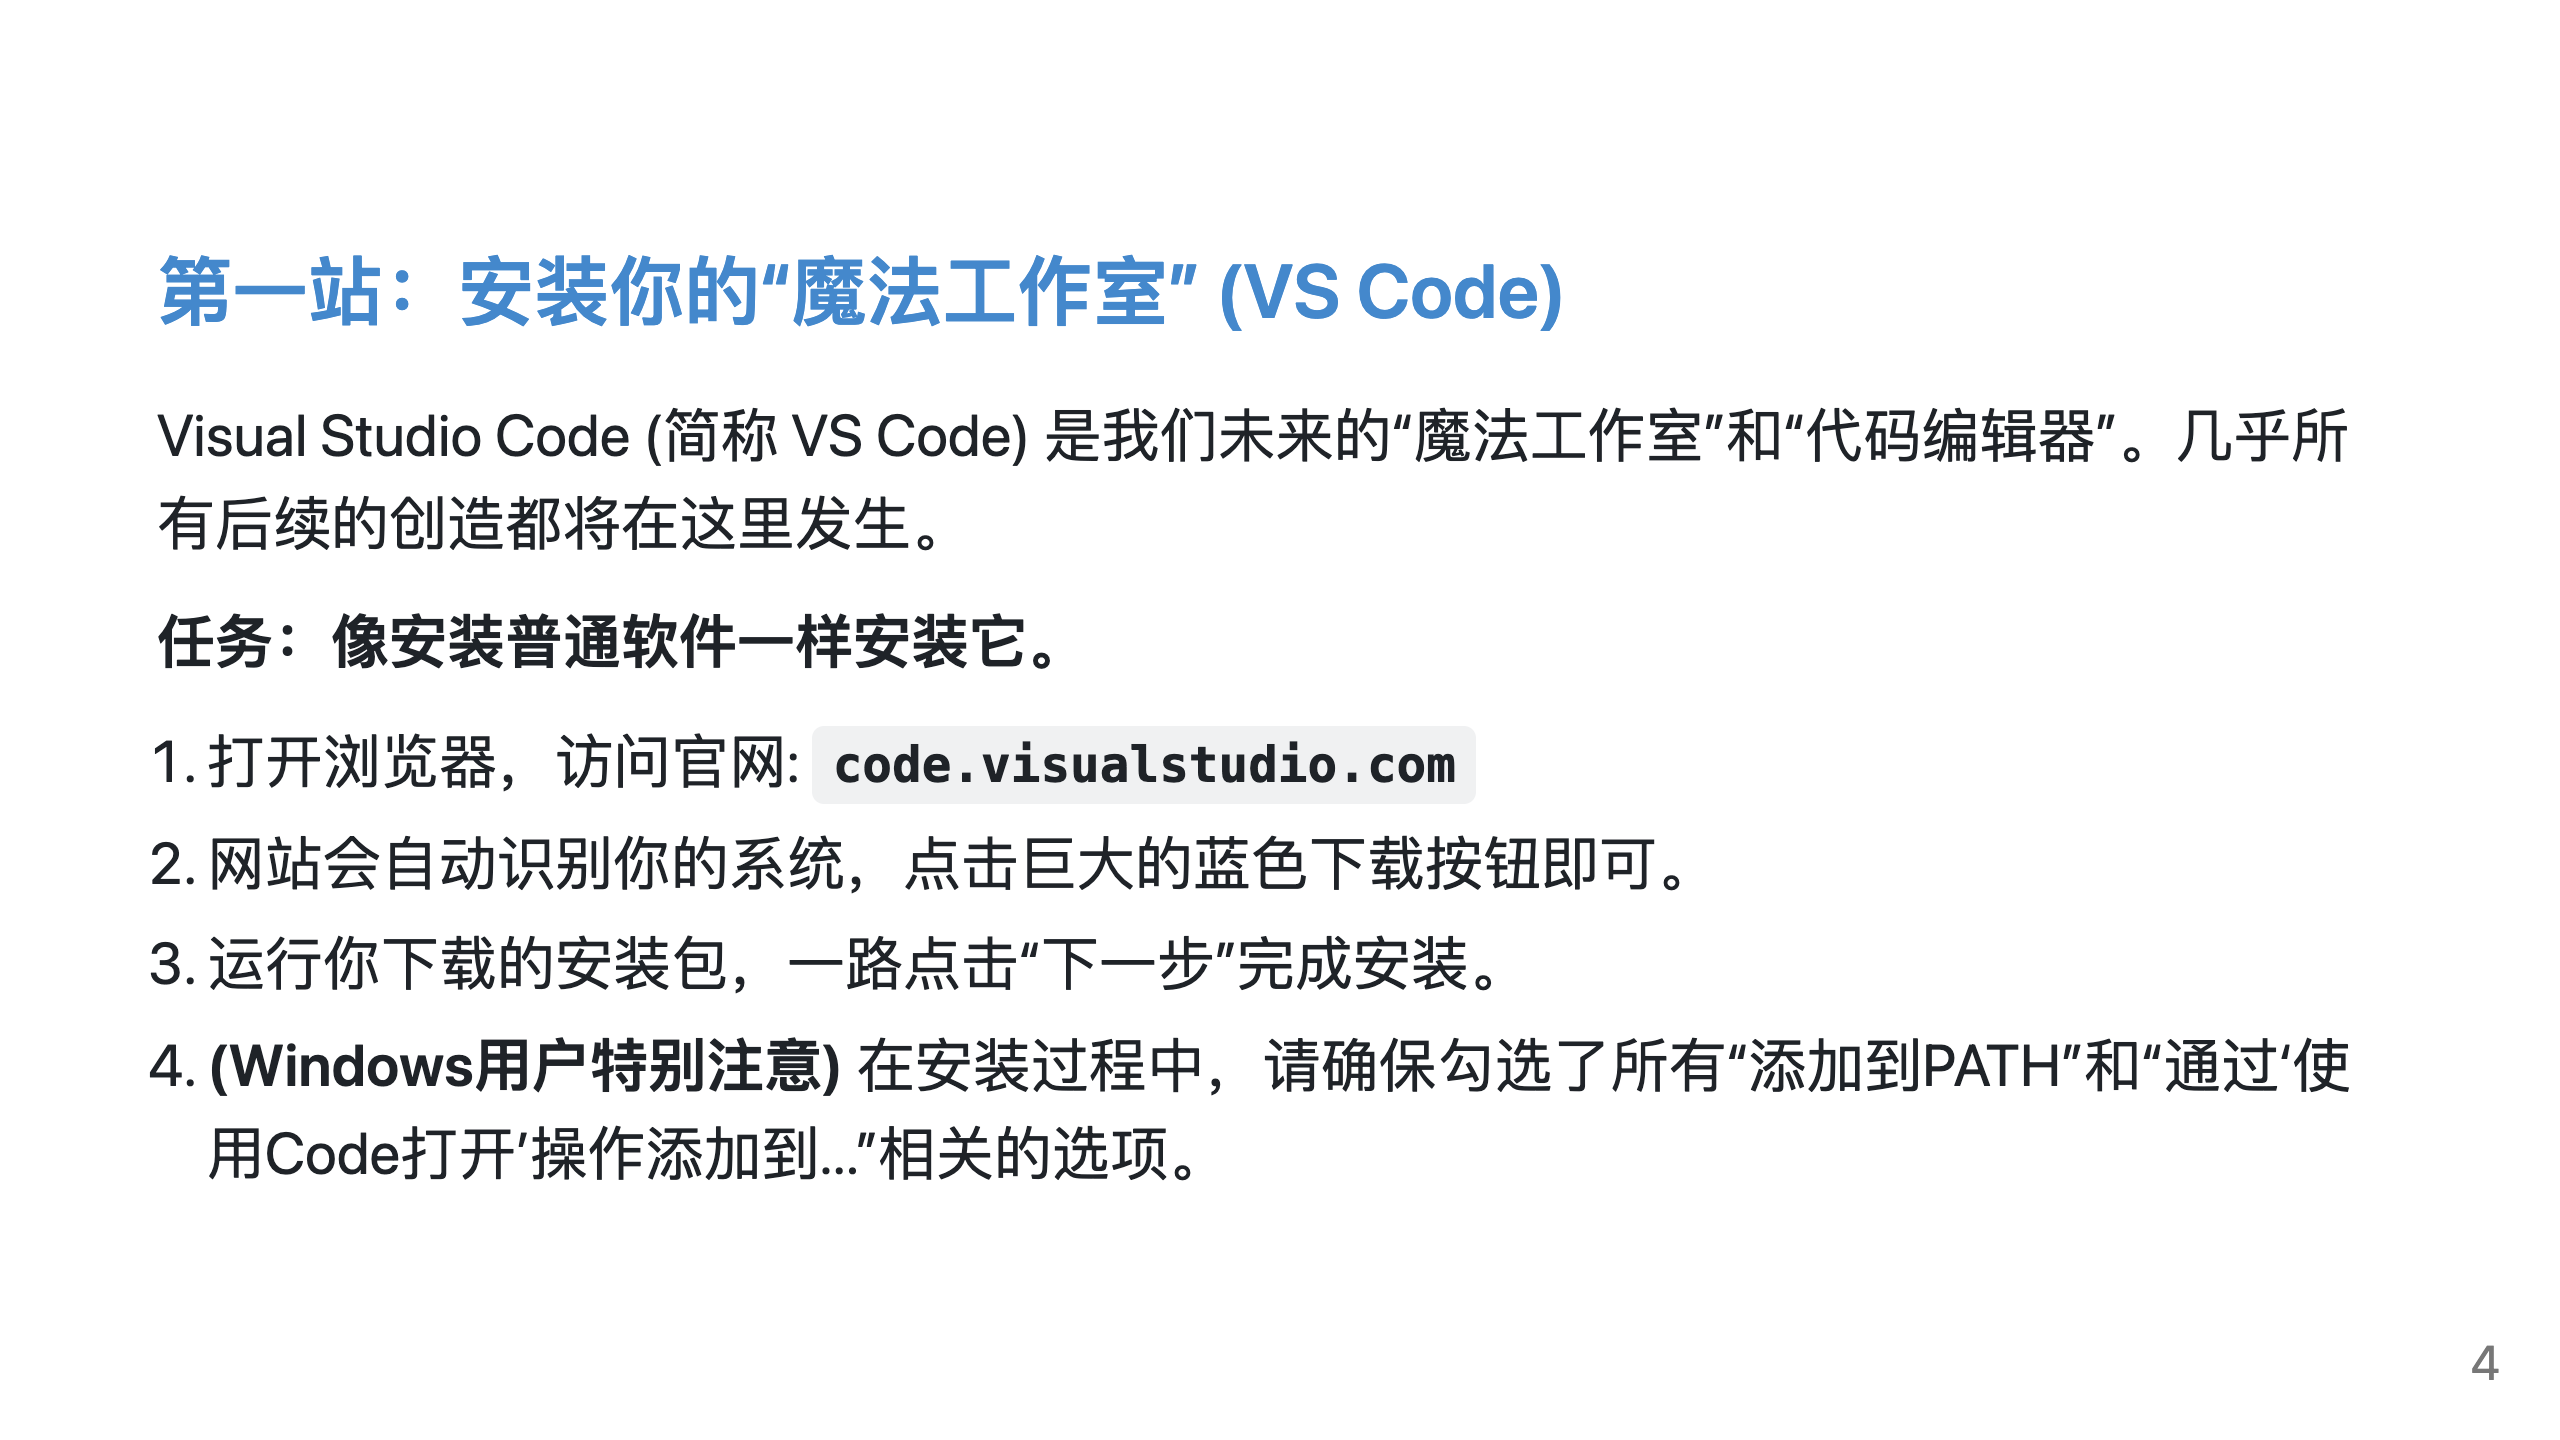 第一站：安装你的“魔法工作室” (VS Code)
Visual Studio Code (简称 VS Code) 是我们未来的“魔法工作室”和“代码编辑器”。几乎所
有后续的创造都将在这里发生。
任务：像安装普通软件一样安装它。
1. 打开浏览器，访问官网: code.visualstudio.com
2. 网站会自动识别你的系统，点击巨大的蓝色下载按钮即可。
3. 运行你下载的安装包，一路点击“下一步”完成安装。
4. (Windows用户特别注意) 在安装过程中，请确保勾选了所有“添加到PATH”和“通过‘使
用Code打开’操作添加到...”相关的选项。
4